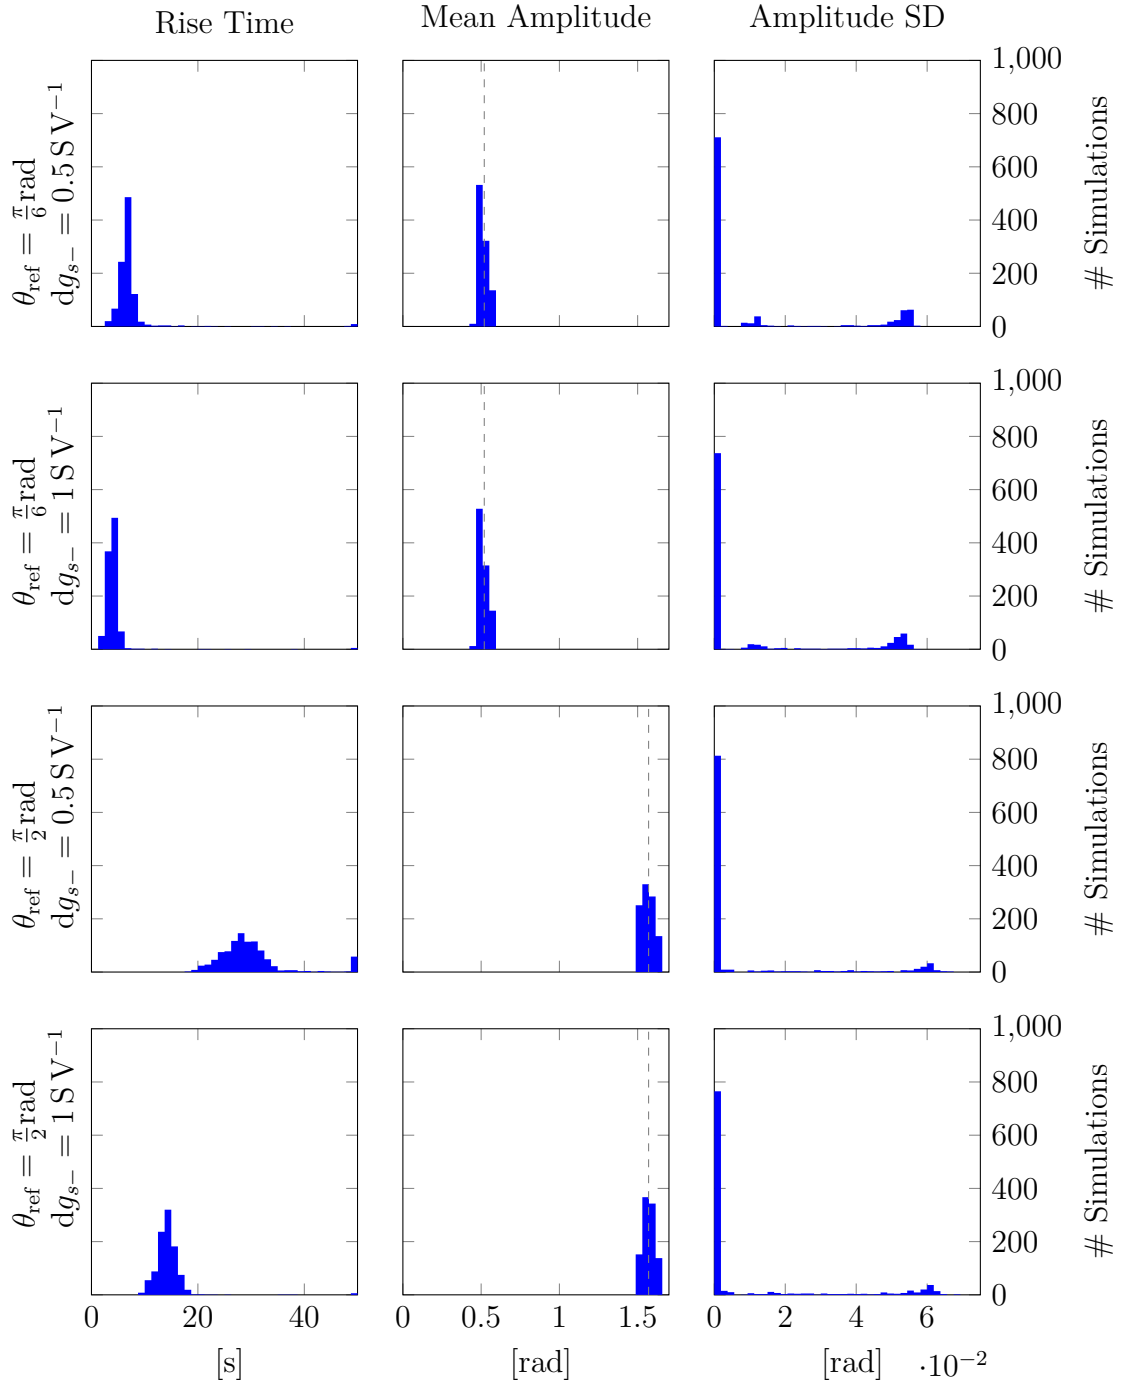 Rise Time
Mean Amplitude
Amplitude SD
θref = π/6 rad
dgs− = 0.5 S V−1
1,000
800
600
400
200
0
# Simulations
θref = π/6 rad
dgs− = 1 S V−1
1,000
800
600
400
200
0
# Simulations
θref = π/2 rad
dgs− = 0.5 S V−1
1,000
800
600
400
200
0
# Simulations
θref = π/2 rad
dgs− = 1 S V−1
1,000
800
600
400
200
0
# Simulations
0 20 40
0 0.5 1 1.5
0 2 4 6
[s]
[rad]
[rad] ·10−2